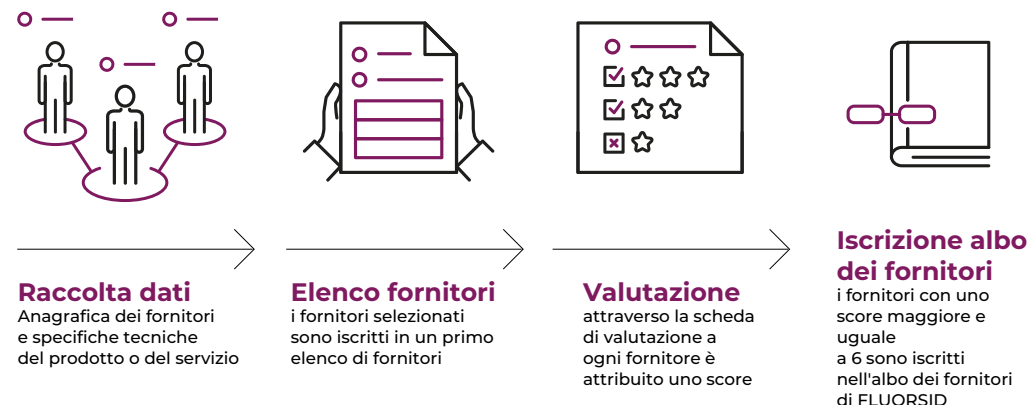 Raccolta dati
Anagrafica dei fornitori
e specifiche tecniche
del prodotto o del servizio
Elenco fornitori
i fornitori selezionati
sono iscritti in un primo
elenco di fornitori
Valutazione
attraverso la scheda
di valutazione a
ogni fornitore è
attribuito uno score
Iscrizione albo
dei fornitori
i fornitori con uno
score maggiore e
uguale
a 6 sono iscritti
nell'albo dei fornitori
di FLUORSID